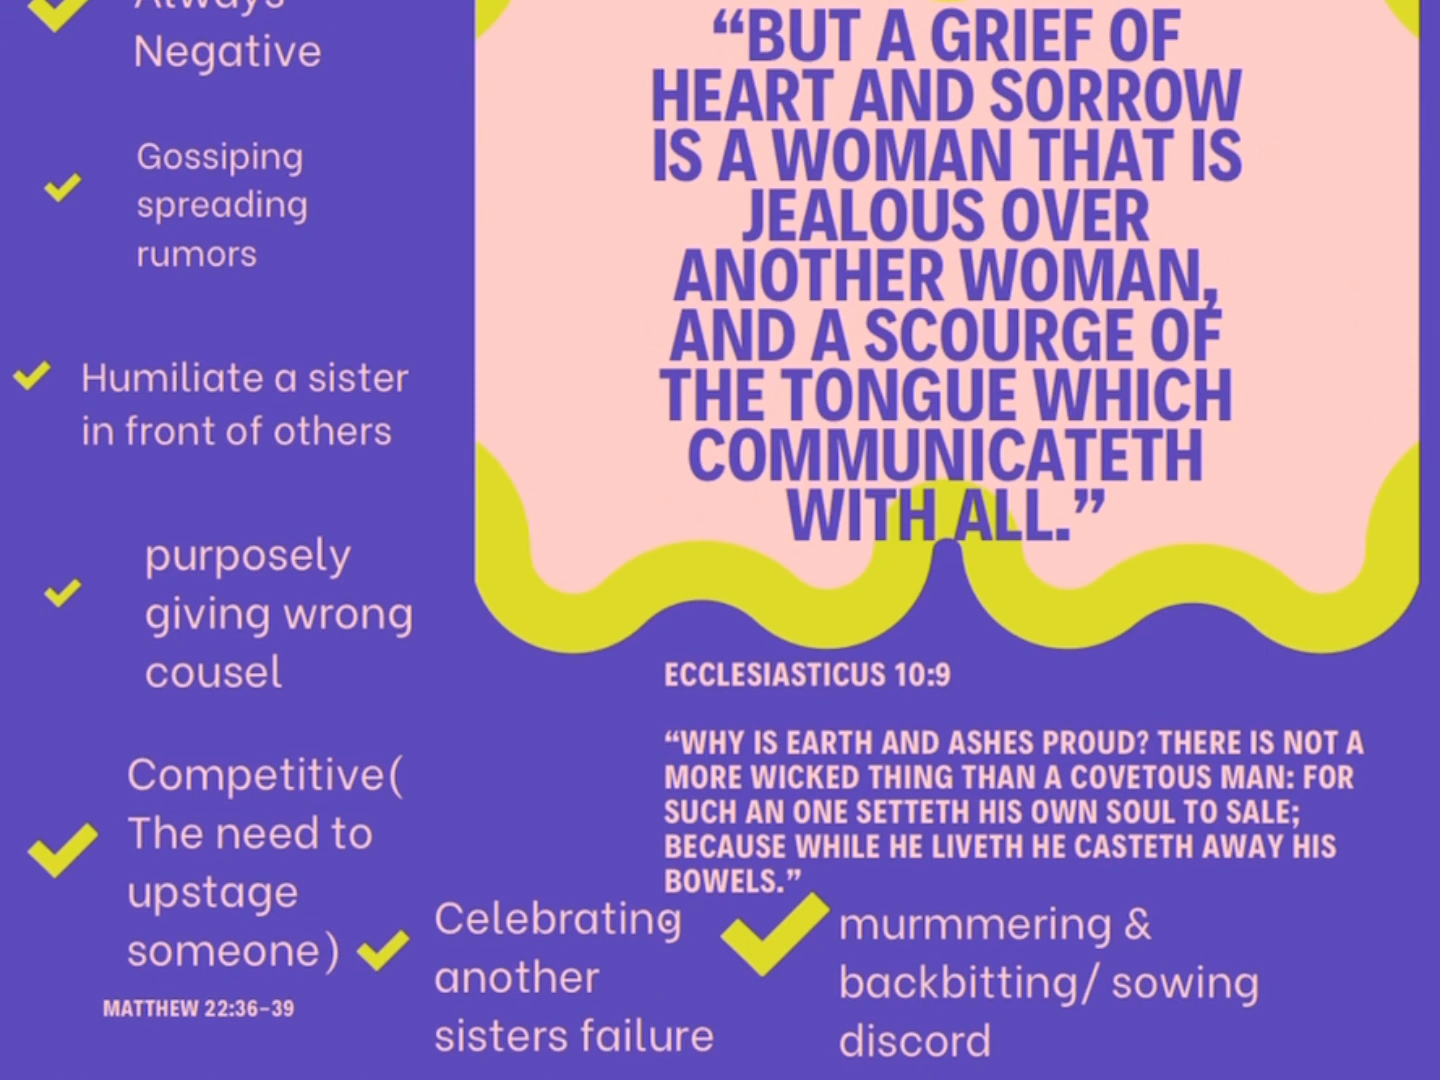 Always
Negative
Gossiping
spreading
rumors
Humiliate a sister
in front of others
purposely
giving wrong
cousel
Competitive(
The need to
upstage
someone)
MATTHEW 22:36-39
“BUT A GRIEF OF
HEART AND SORROW
IS A WOMAN THAT IS
JEALOUS OVER
ANOTHER WOMAN,
AND A SCOURGE OF
THE TONGUE WHICH
COMMUNICATETH
WITH ALL.”
ECCLESIASTICUS 10:9
“WHY IS EARTH AND ASHES PROUD? THERE IS NOT A
MORE WICKED THING THAN A COVETOUS MAN: FOR
SUCH AN ONE SETTETH HIS OWN SOUL TO SALE;
BECAUSE WHILE HE LIVETH HE CASTETH AWAY HIS
BOWELS.”
Celebrating
another
sisters failure
murmmering &
backbitting/ sowing
discord